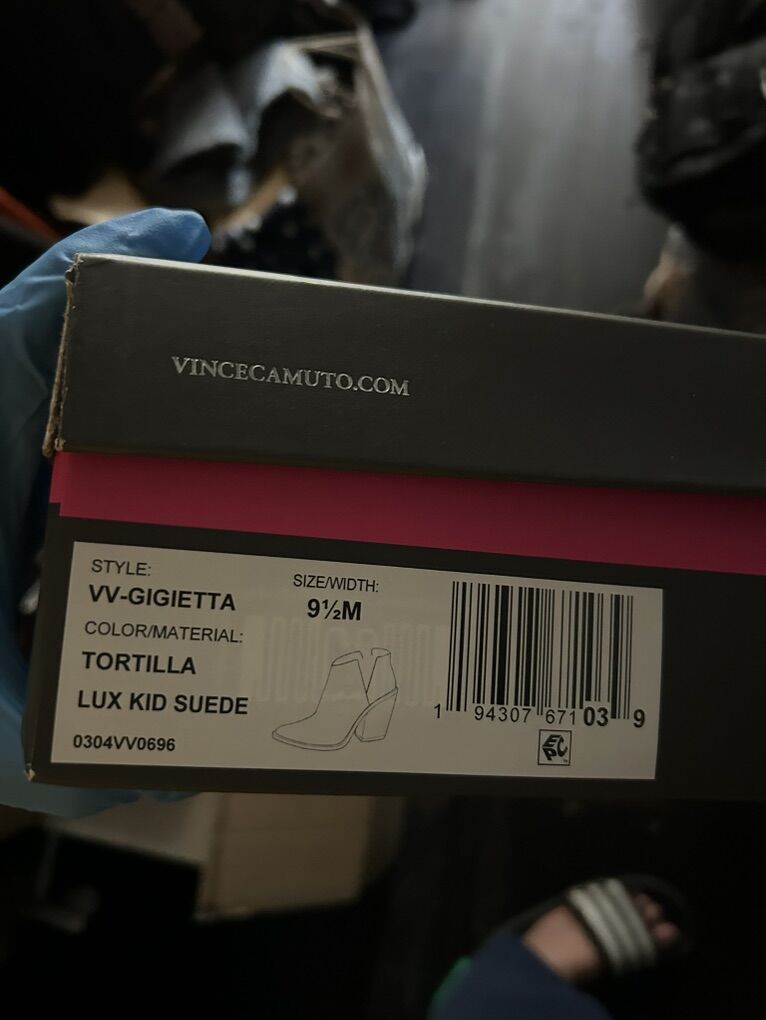 VINCECAMUTO.COM
STYLE:
VV-GIGIETTA
SIZE/WIDTH:
9½M
COLOR/MATERIAL:
TORTILLA
LUX KID SUEDE
0304VV0696
1 94307 67103 9
EPC